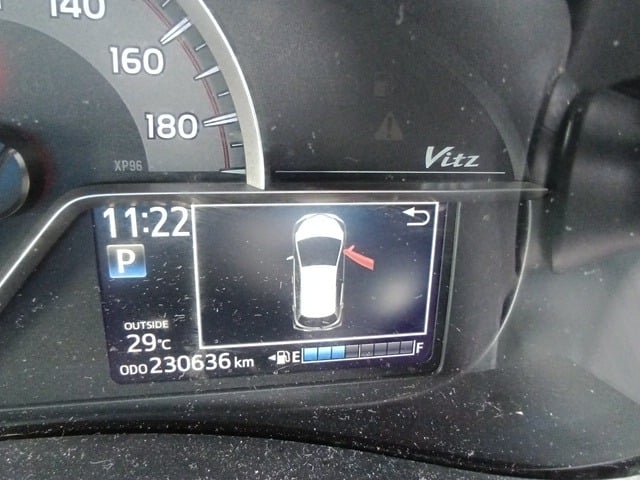 140
160
180
XP96
Vitz
11:22
P
OUTSIDE
29°C
ODO 230636 km
E F